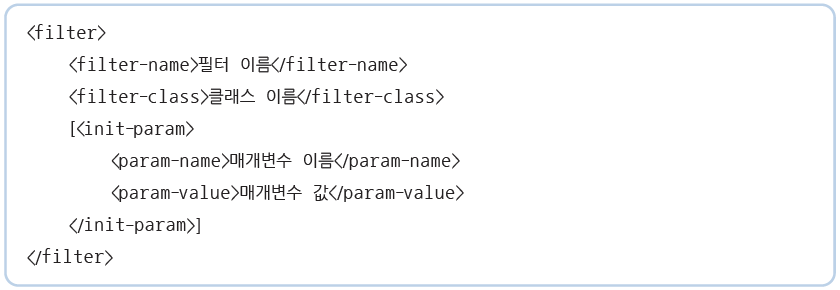 <filter>
    <filter-name>필터 이름</filter-name>
    <filter-class>클래스 이름</filter-class>
    [<init-param>
        <param-name>매개변수 이름</param-name>
        <param-value>매개변수 값</param-value>
    </init-param>]
</filter>